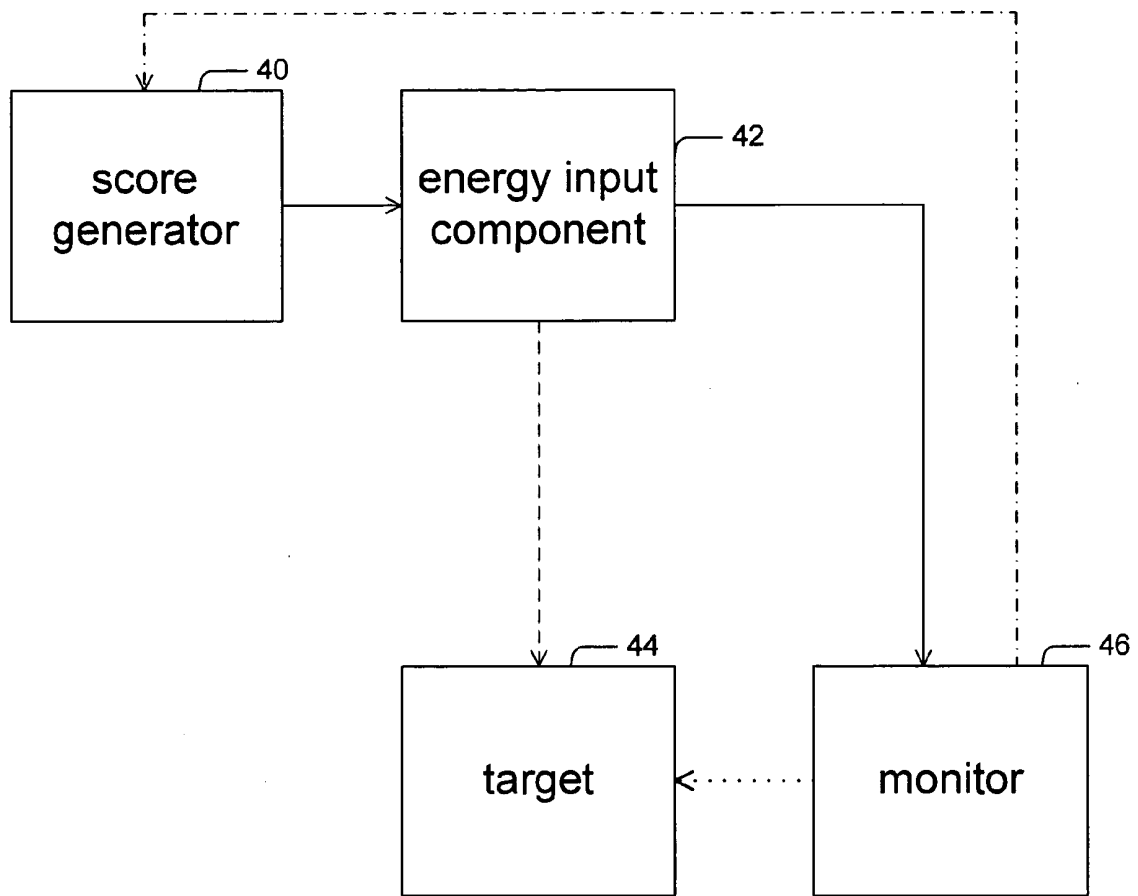 40
score
generator
energy input
component
42
44
target
46
monitor